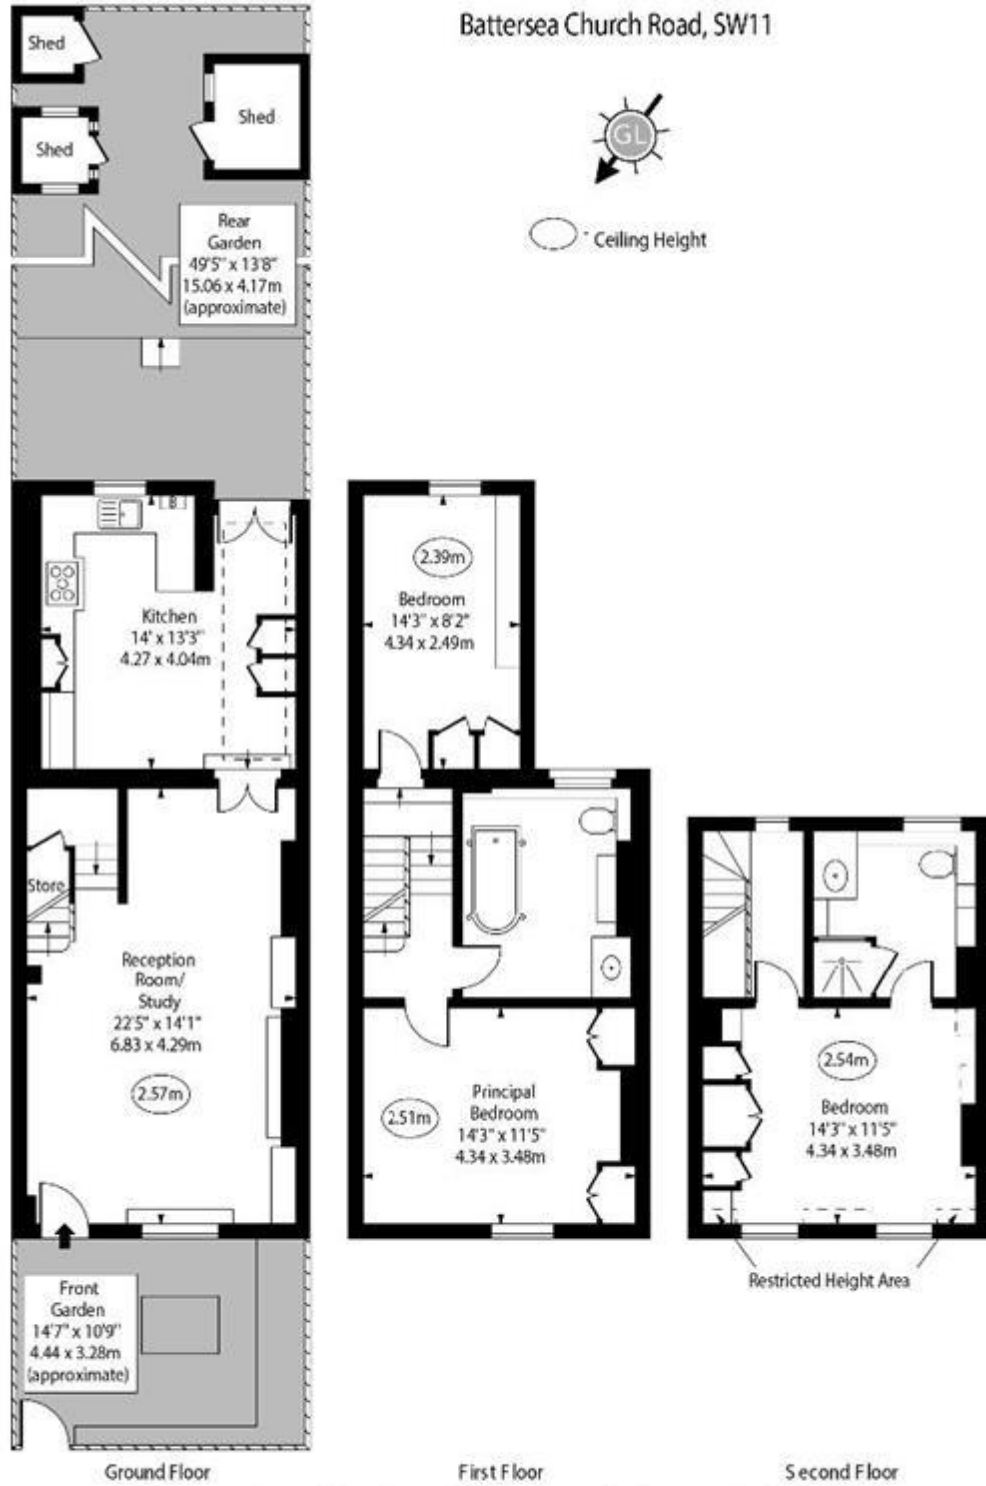 Battersea Church Road, SW11
GL
- Ceiling Height
Shed
Shed
Shed
Rear
Garden
49'5" x 13'8"
15.06 x 4.17m
(approximate)
B
Kitchen
14' x 13'3"
4.27 x 4.04m
Store
Reception
Room/
Study
22'5" x 14'1"
6.83 x 4.29m
2.57m
Front
Garden
14'7" x 10'9"
4.44 x 3.28m
(approximate)
Ground Floor
2.39m
Bedroom
14'3" x 8'2"
4.34 x 2.49m
2.51m
Principal
Bedroom
14'3" x 11'5"
4.34 x 3.48m
First Floor
2.54m
Bedroom
14'3" x 11'5"
4.34 x 3.48m
Restricted Height Area
Second Floor